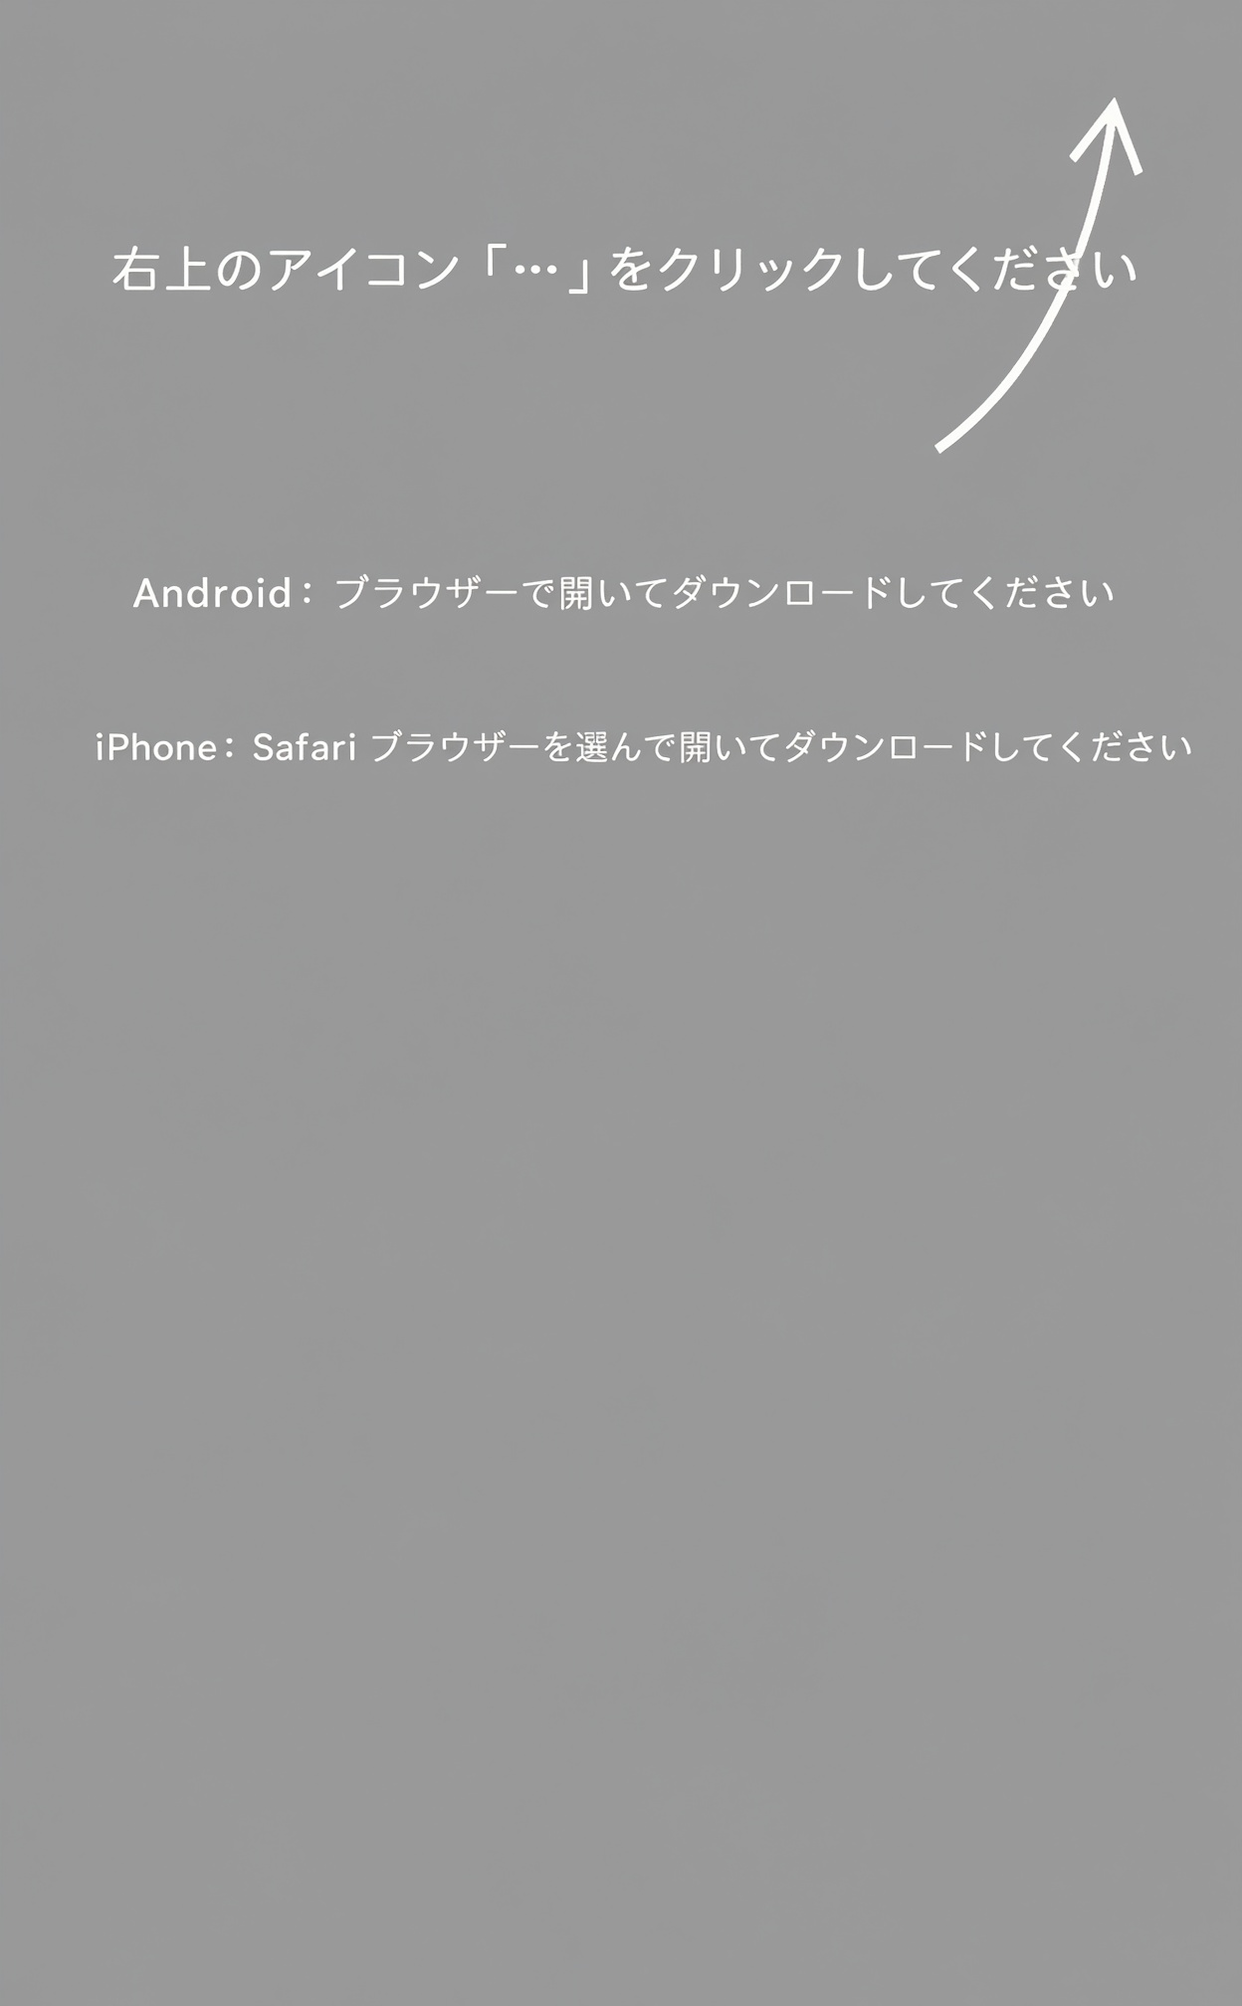 右上のアイコン「…」をクリックしてください
Android：ブラウザーで開いてダウンロードしてください
iPhone：Safari ブラウザーを選んで開いてダウンロードしてください